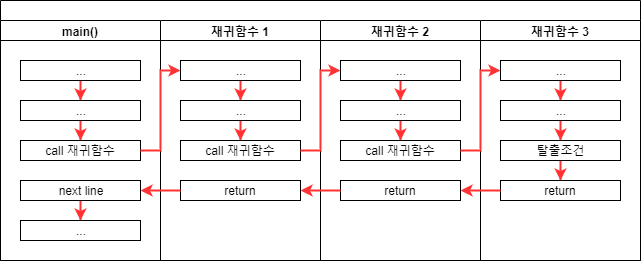 main() 재귀함수 1 재귀함수 2 재귀함수 3
... ... ... ...
... ... ... ...
call 재귀함수 call 재귀함수 call 재귀함수 탈출조건
next line return return return
...